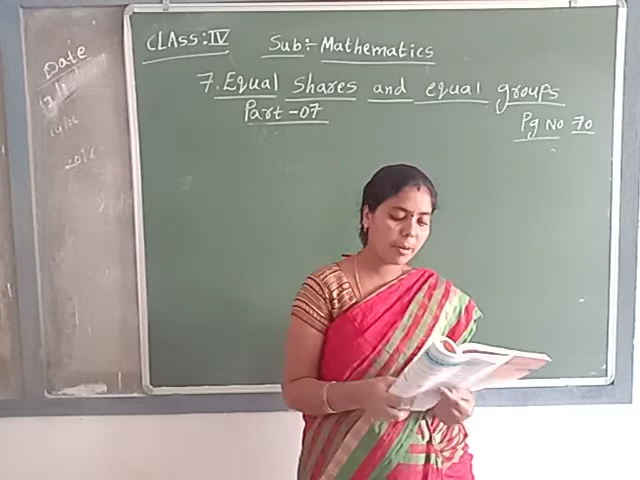 CLASS: IV
Sub:- Mathematics
7. Equal shares and equal groups
Part-07
Pg No 70
Date